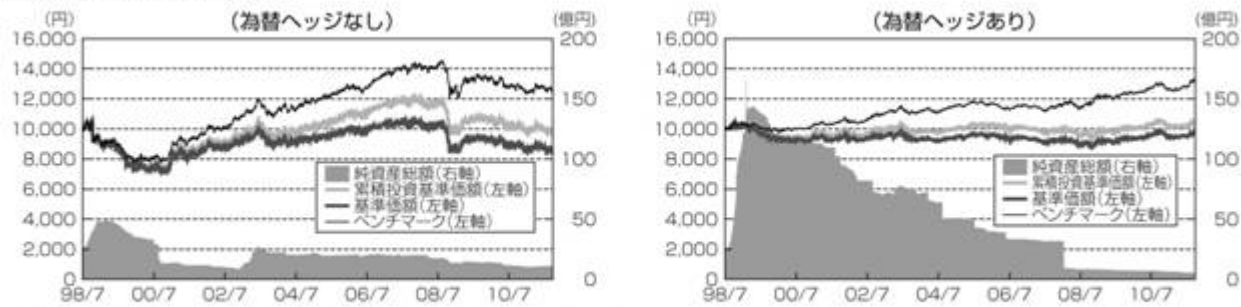 (円) (為替ヘッジなし) (億円)
16,000 200
14,000
12,000 150
10,000
8,000 100
6,000
4,000 50
2,000
0 0
純資産総額(右軸)
累積投資基準価額(左軸)
基準価額(左軸)
ベンチマーク(左軸)
98/7 00/7 02/7 04/7 06/7 08/7 10/7
(円) (為替ヘッジあり) (億円)
16,000 200
14,000
12,000 150
10,000
8,000 100
6,000
4,000 50
2,000
0 0
純資産総額(右軸)
累積投資基準価額(左軸)
基準価額(左軸)
ベンチマーク(左軸)
98/7 00/7 02/7 04/7 06/7 08/7 10/7